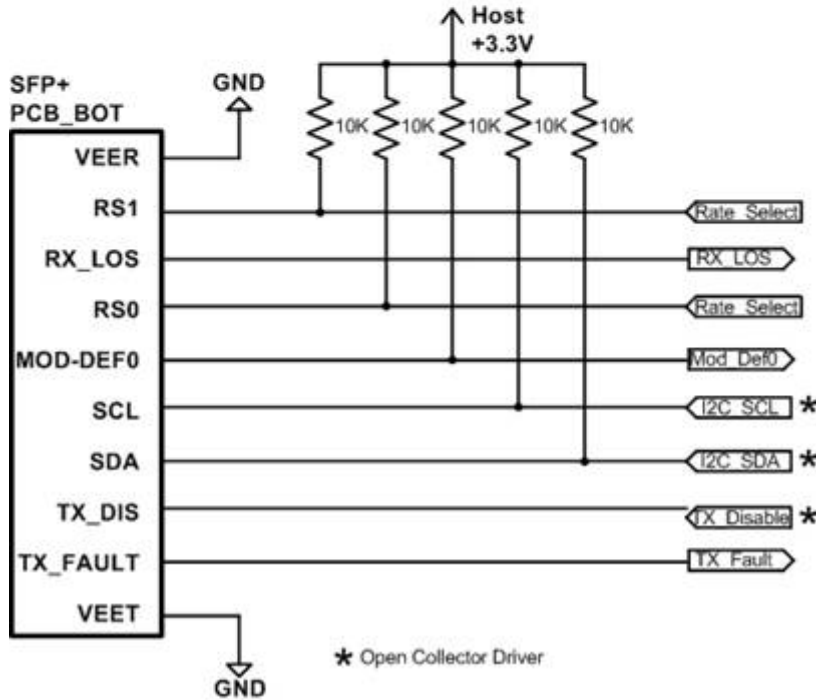 Host
+3.3V
GND
SFP+
PCB_BOT
10K 10K 10K 10K 10K
VEER
RS1 Rate_Select
RX_LOS RX_LOS
RS0 Rate_Select
MOD-DEF0 Mod_Def0
SCL I2C_SCL *
SDA I2C_SDA *
TX_DIS TX_Disable *
TX_FAULT TX_Fault
VEET
* Open Collector Driver
GND